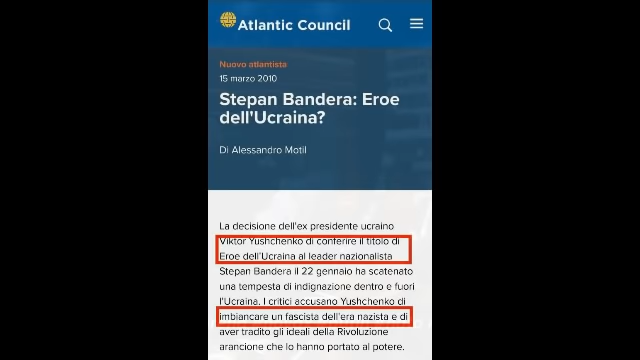 Atlantic Council
Nuovo atlantista
15 marzo 2010
Stepan Bandera: Eroe
dell'Ucraina?
Di Alessandro Motil
La decisione dell'ex presidente ucraino
Viktor Yushchenko di conferire il titolo di
Eroe dell'Ucraina al leader nazionalista
Stepan Bandera il 22 gennaio ha scatenato
una tempesta di indignazione dentro e fuori
l'Ucraina. I critici accusano Yushchenko di
imbiancare un fascista dell'era nazista e di
aver tradito gli ideali della Rivoluzione
arancione che lo hanno portato al potere.